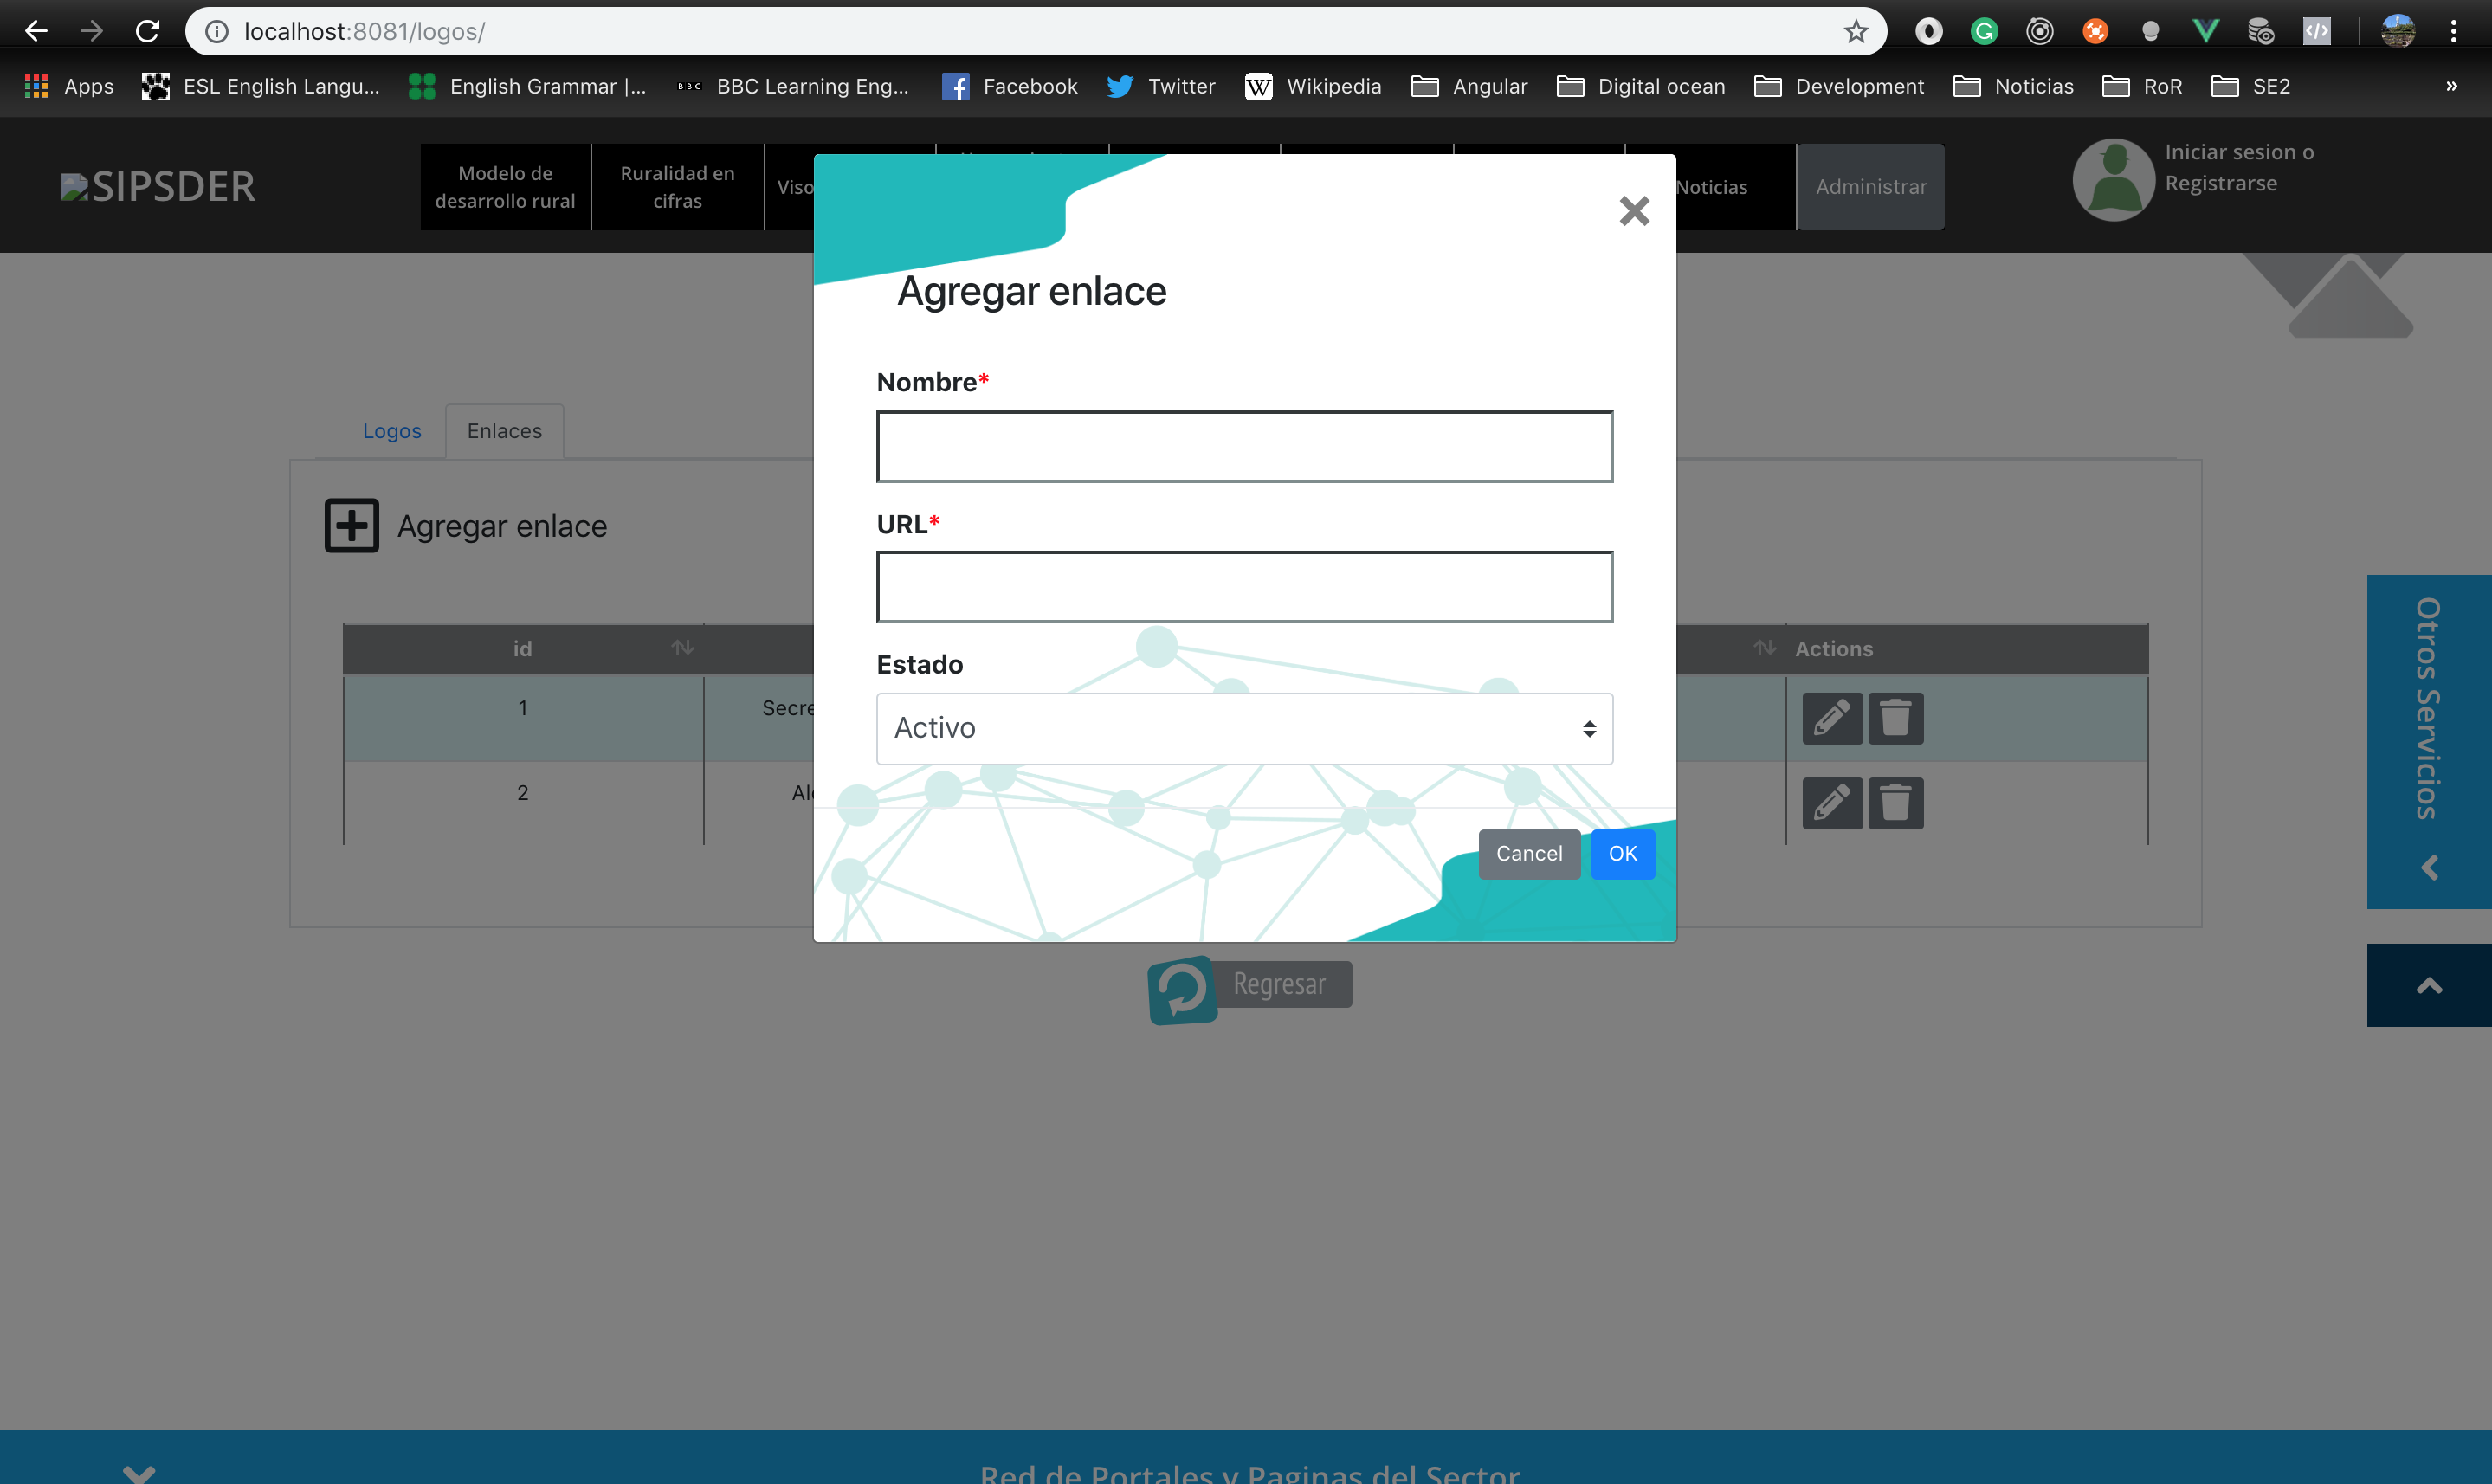 localhost:8081/logos/
Apps ESL English Langu... English Grammar |... BBC BBC Learning Eng... Facebook Twitter W Wikipedia Angular Digital ocean Development Noticias RoR SE2 »
SIPSDER
Modelo de
desarrollo rural
Ruralidad en
cifras
Viso
Noticias
Administrar
Iniciar sesion o
Registrarse
Agregar enlace
Nombre*
URL*
Estado
Activo
Cancel OK
Logos Enlaces
Agregar enlace
id Actions
1 Secre
2
Regresar
Otros Servicios
Red de Portales y Paginas del Sector